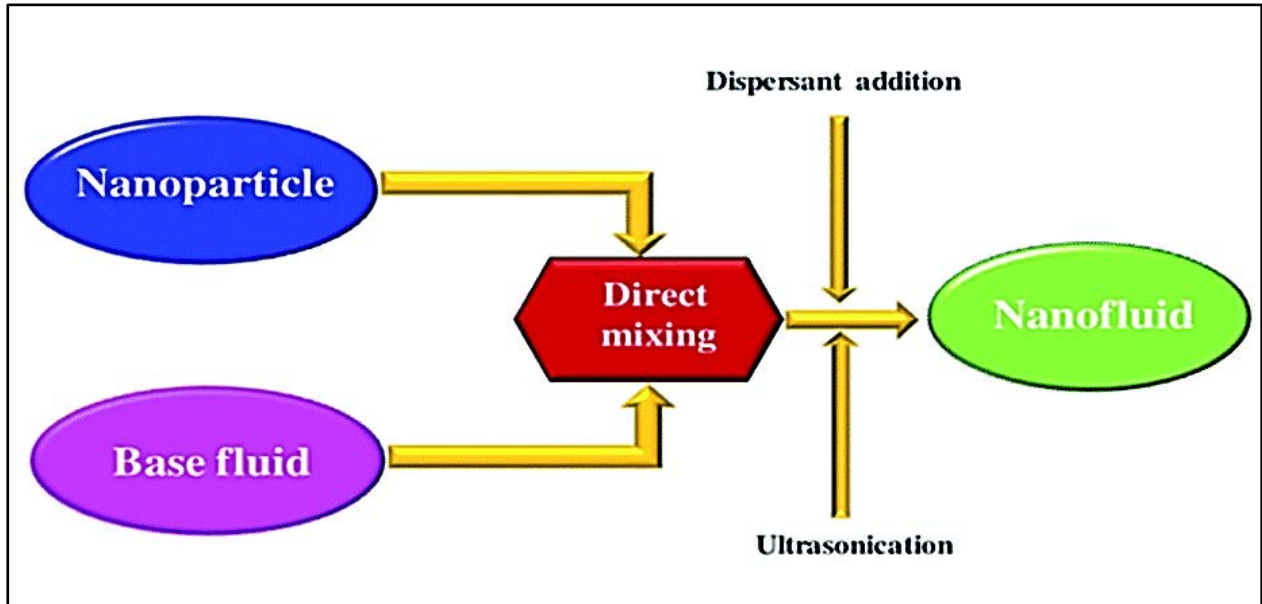 Dispersant addition
Nanoparticle
Direct
mixing
Nanofluid
Base fluid
Ultrasonication